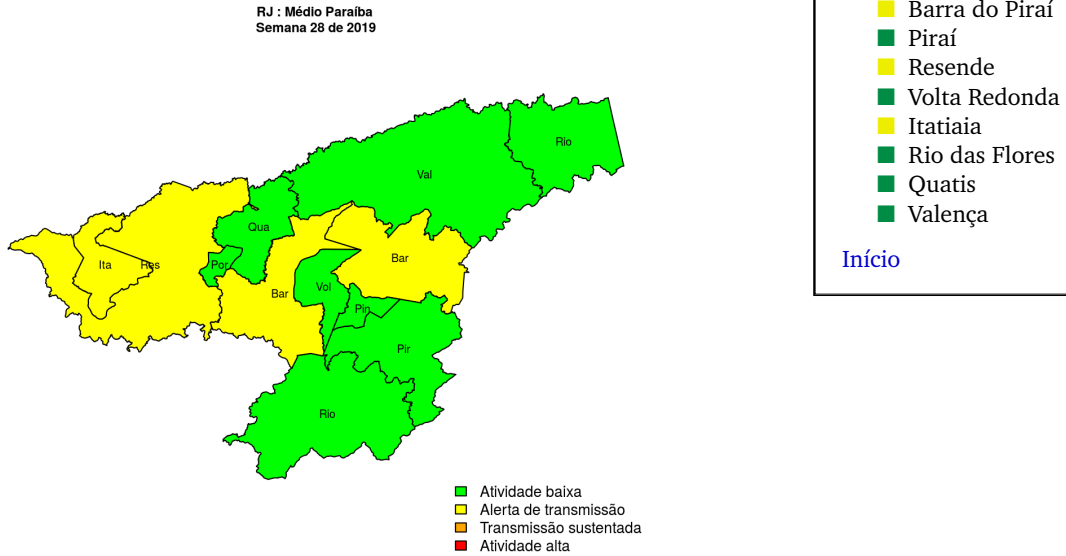 RJ : Médio Paraíba
Semana 28 de 2019
Rio
Val
Qua
Ita
Res
Por
Bar
Bar
Vol
Pin
Pir
Rio
Atividade baixa
Alerta de transmissão
Transmissão sustentada
Atividade alta
Barra do Piraí
Piraí
Resende
Volta Redonda
Itatiaia
Rio das Flores
Quatis
Valença
Início